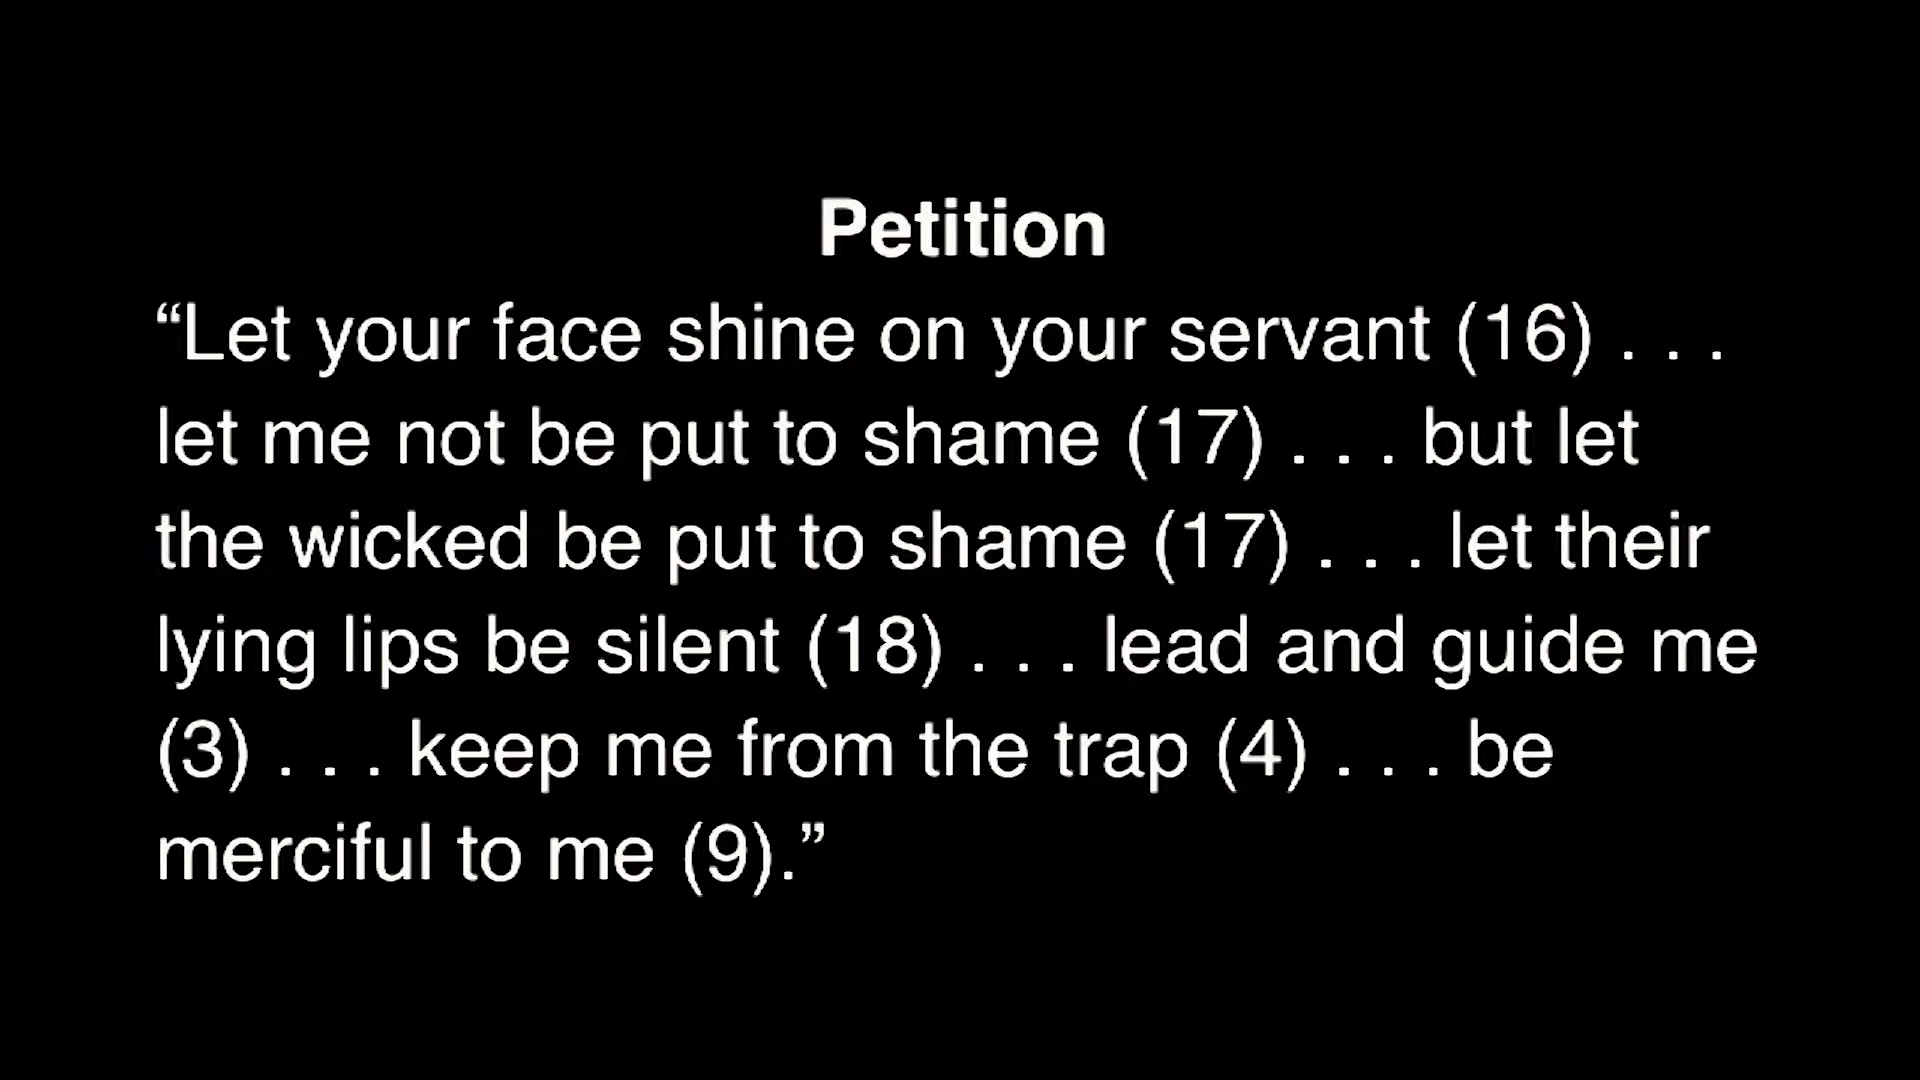 Petition
“Let your face shine on your servant (16) . . .
let me not be put to shame (17) . . . but let
the wicked be put to shame (17) . . . let their
lying lips be silent (18) . . . lead and guide me
(3) . . . keep me from the trap (4) . . . be
merciful to me (9).”